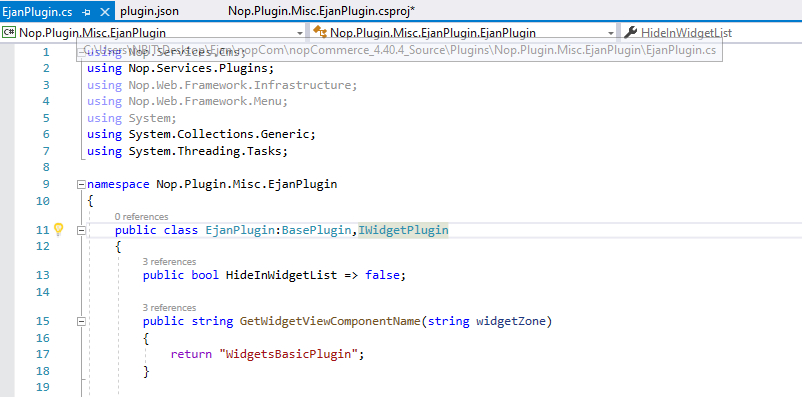 EjanPlugin.cs plugin.json Nop.Plugin.Misc.EjanPlugin.csproj*
C# Nop.Plugin.Misc.EjanPlugin Nop.Plugin.Misc.EjanPlugin.EjanPlugin HideInWidgetList
C:\Users\NBIT\Desktop\Ejan\nopCom\nopCommerce_4.40.4_Source\Plugins\Nop.Plugin.Misc.EjanPlugin\EjanPlugin.cs
1 using Nop.Services.Cms;
2 using Nop.Services.Plugins;
3 using Nop.Web.Framework.Infrastructure;
4 using Nop.Web.Framework.Menu;
5 using System;
6 using System.Collections.Generic;
7 using System.Threading.Tasks;
8
9 namespace Nop.Plugin.Misc.EjanPlugin
10 {
0 references
11 public class EjanPlugin:BasePlugin,IWidgetPlugin
12 {
3 references
13 public bool HideInWidgetList => false;
14
3 references
15 public string GetWidgetViewComponentName(string widgetZone)
16 {
17 return "WidgetsBasicPlugin";
18 }
19